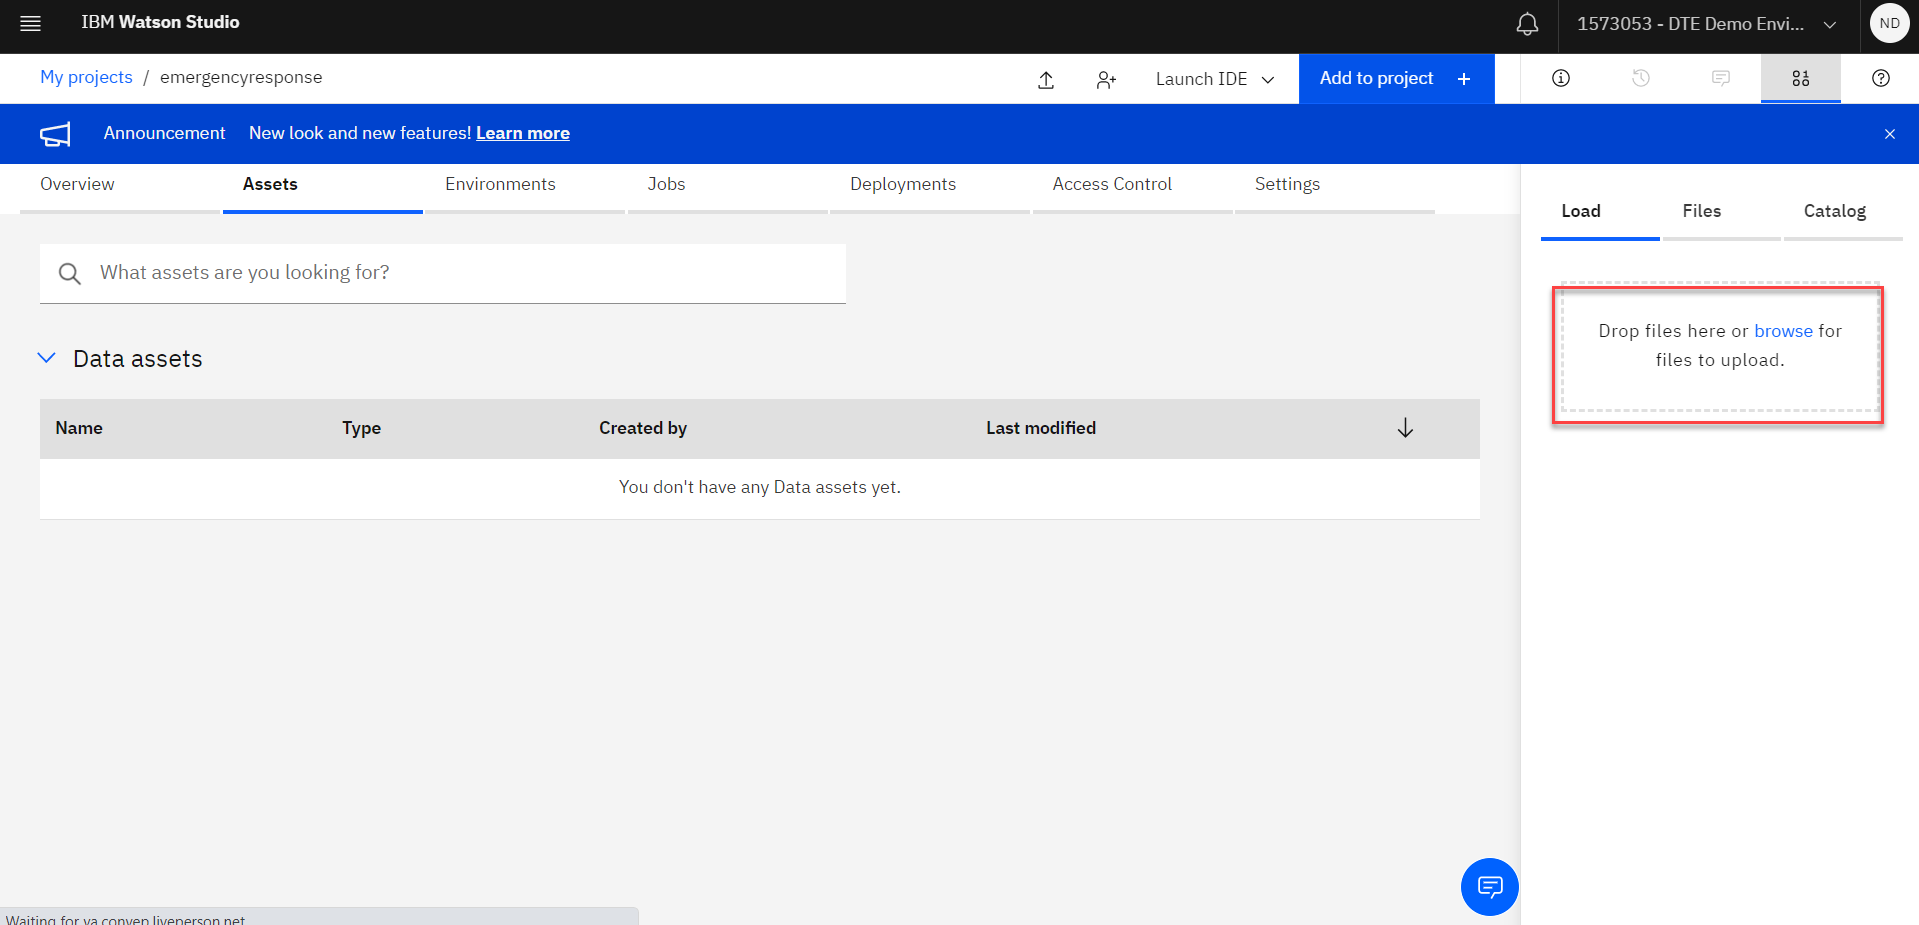 IBM Watson Studio
1573053 - DTE Demo Envi...
ND
My projects / emergencyresponse
Launch IDE
Add to project +
Announcement New look and new features! Learn more
Overview Assets Environments Jobs Deployments Access Control Settings
Load Files Catalog
What assets are you looking for?
Drop files here or browse for
files to upload.
Data assets
Name Type Created by Last modified
You don't have any Data assets yet.
Waiting for va.convep.liveperson.net